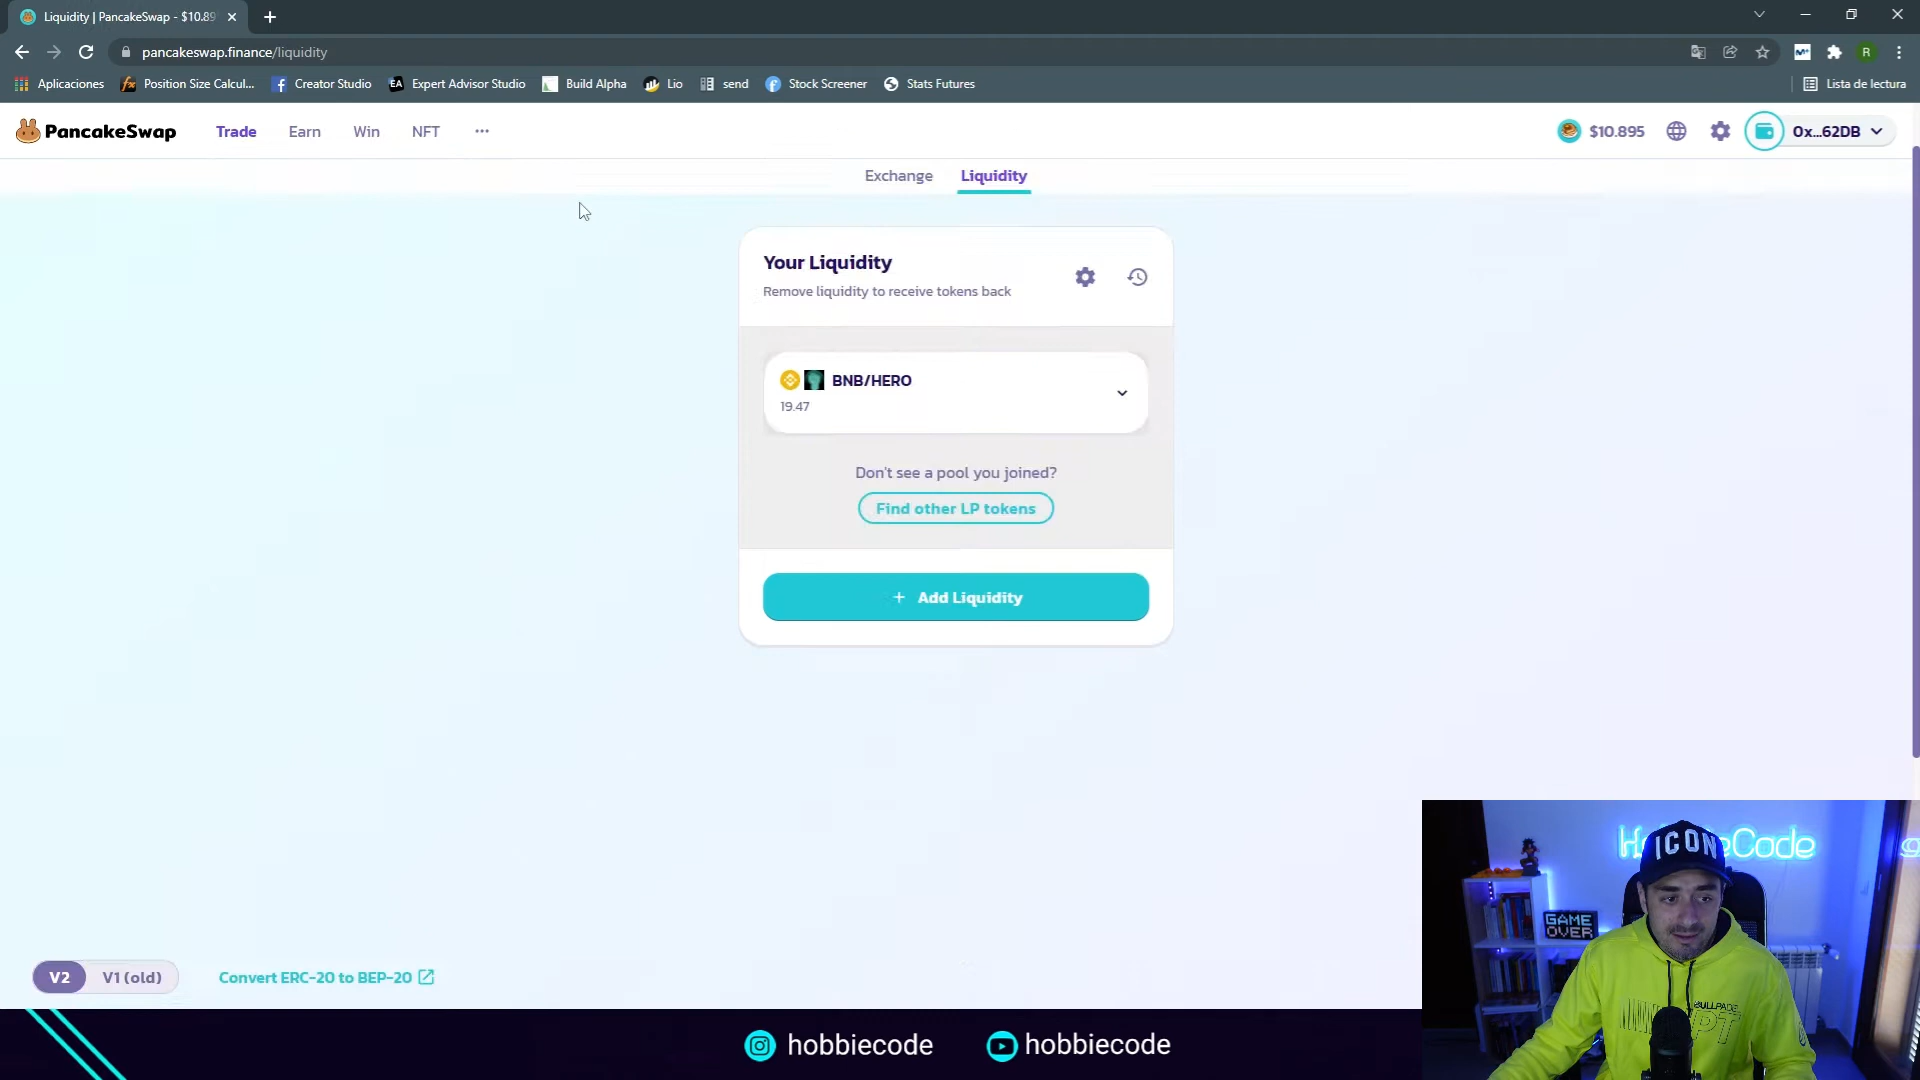 Liquidity | PancakeSwap - $10.89
pancakeswap.finance/liquidity
R
Aplicaciones
Position Size Calcul...
Creator Studio
EA Expert Advisor Studio
Build Alpha
Lio
send
Stock Screener
Stats Futures
Lista de lectura
PancakeSwap
Trade
Earn
Win
NFT
$10.895
0x...62DB
Exchange
Liquidity
Your Liquidity
Remove liquidity to receive tokens back
BNB/HERO
19.47
Don't see a pool you joined?
Find other LP tokens
+ Add Liquidity
V2
V1 (old)
Convert ERC-20 to BEP-20
ICON
GAME
OVER
hobbiecode
hobbiecode